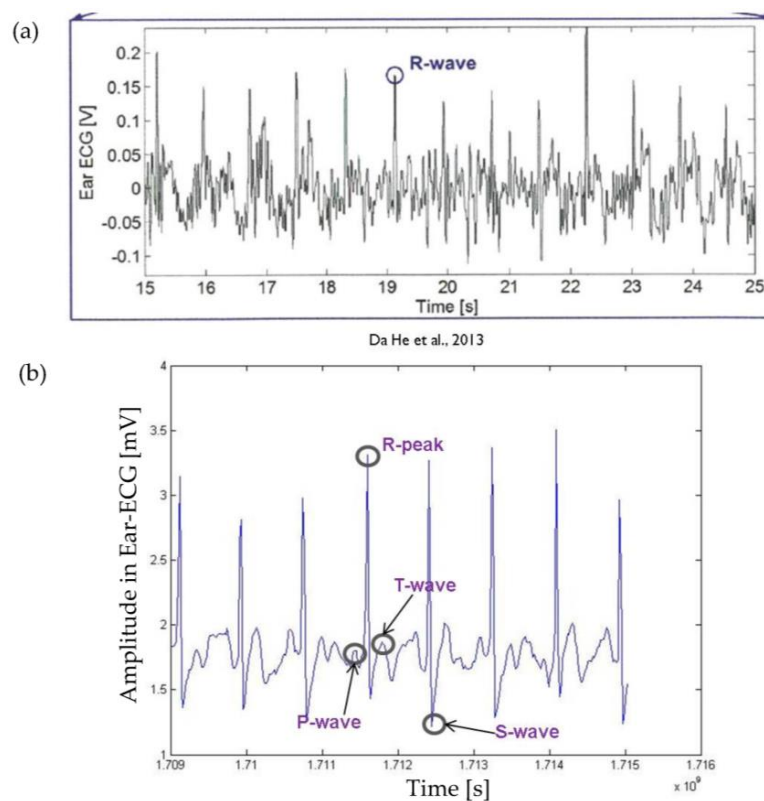 (a)
R-wave
Ear ECG [V]
0.2
0.15
0.1
0.05
0
-0.05
-0.1
15 16 17 18 19 20 21 22 23 24 25
Time [s]
Da He et al., 2013
(b)
Amplitude in Ear-ECG [mV]
4
3.5
3
2.5
2
1.5
1
R-peak
T-wave
P-wave
S-wave
1.709 1.71 1.711 1.712 1.713 1.714 1.715 1.716
Time [s]
x 10⁹